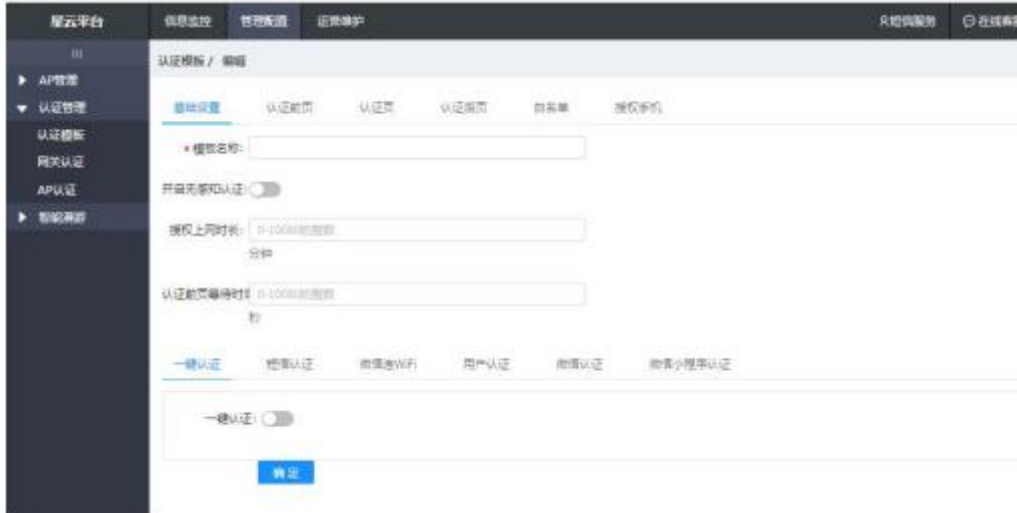 星云平台 信息监控 管理配置 运营维护 短信服务 在线客服
认证模板 / 编辑
AP管理
认证管理
认证模板
网关认证
AP认证
基础设置 认证前页 认证页 认证后页 白名单 授权手机
* 模板名称:
开启无感知认证:
授权上网时长: 0-10000的整数
分钟
认证前页等待时 0-10000的整数
秒
一键认证 短信认证 微信连WiFi 用户认证 微信认证 微信小程序认证
一键认证:
确 定